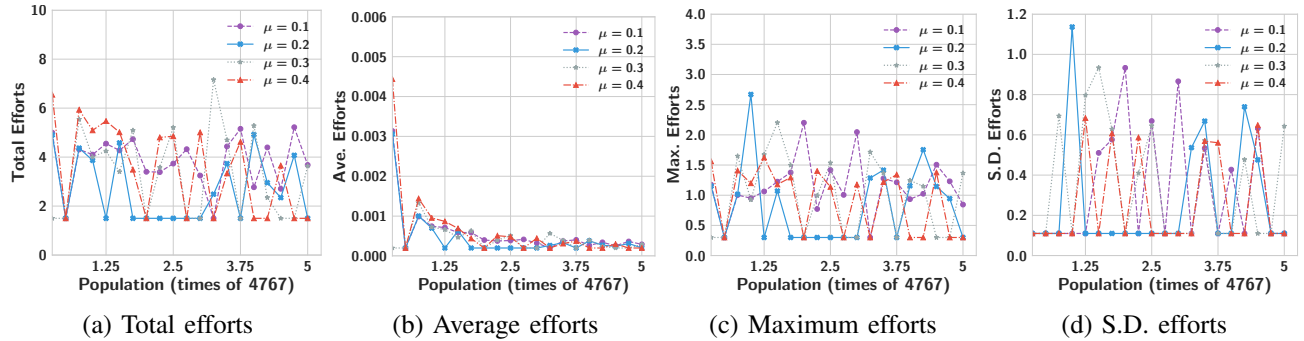 Total Efforts
10
8
6
4
2
0
μ = 0.1
μ = 0.2
μ = 0.3
μ = 0.4
1.25 2.5 3.75 5
Population (times of 4767)
(a) Total efforts
Ave. Efforts
0.006
0.005
0.004
0.003
0.002
0.001
0.000
μ = 0.1
μ = 0.2
μ = 0.3
μ = 0.4
1.25 2.5 3.75 5
Population (times of 4767)
(b) Average efforts
Max. Efforts
4.0
3.5
3.0
2.5
2.0
1.5
1.0
0.5
0.0
μ = 0.1
μ = 0.2
μ = 0.3
μ = 0.4
1.25 2.5 3.75 5
Population (times of 4767)
(c) Maximum efforts
S.D. Efforts
1.2
1.0
0.8
0.6
0.4
0.2
0.0
μ = 0.1
μ = 0.2
μ = 0.3
μ = 0.4
1.25 2.5 3.75 5
Population (times of 4767)
(d) S.D. efforts